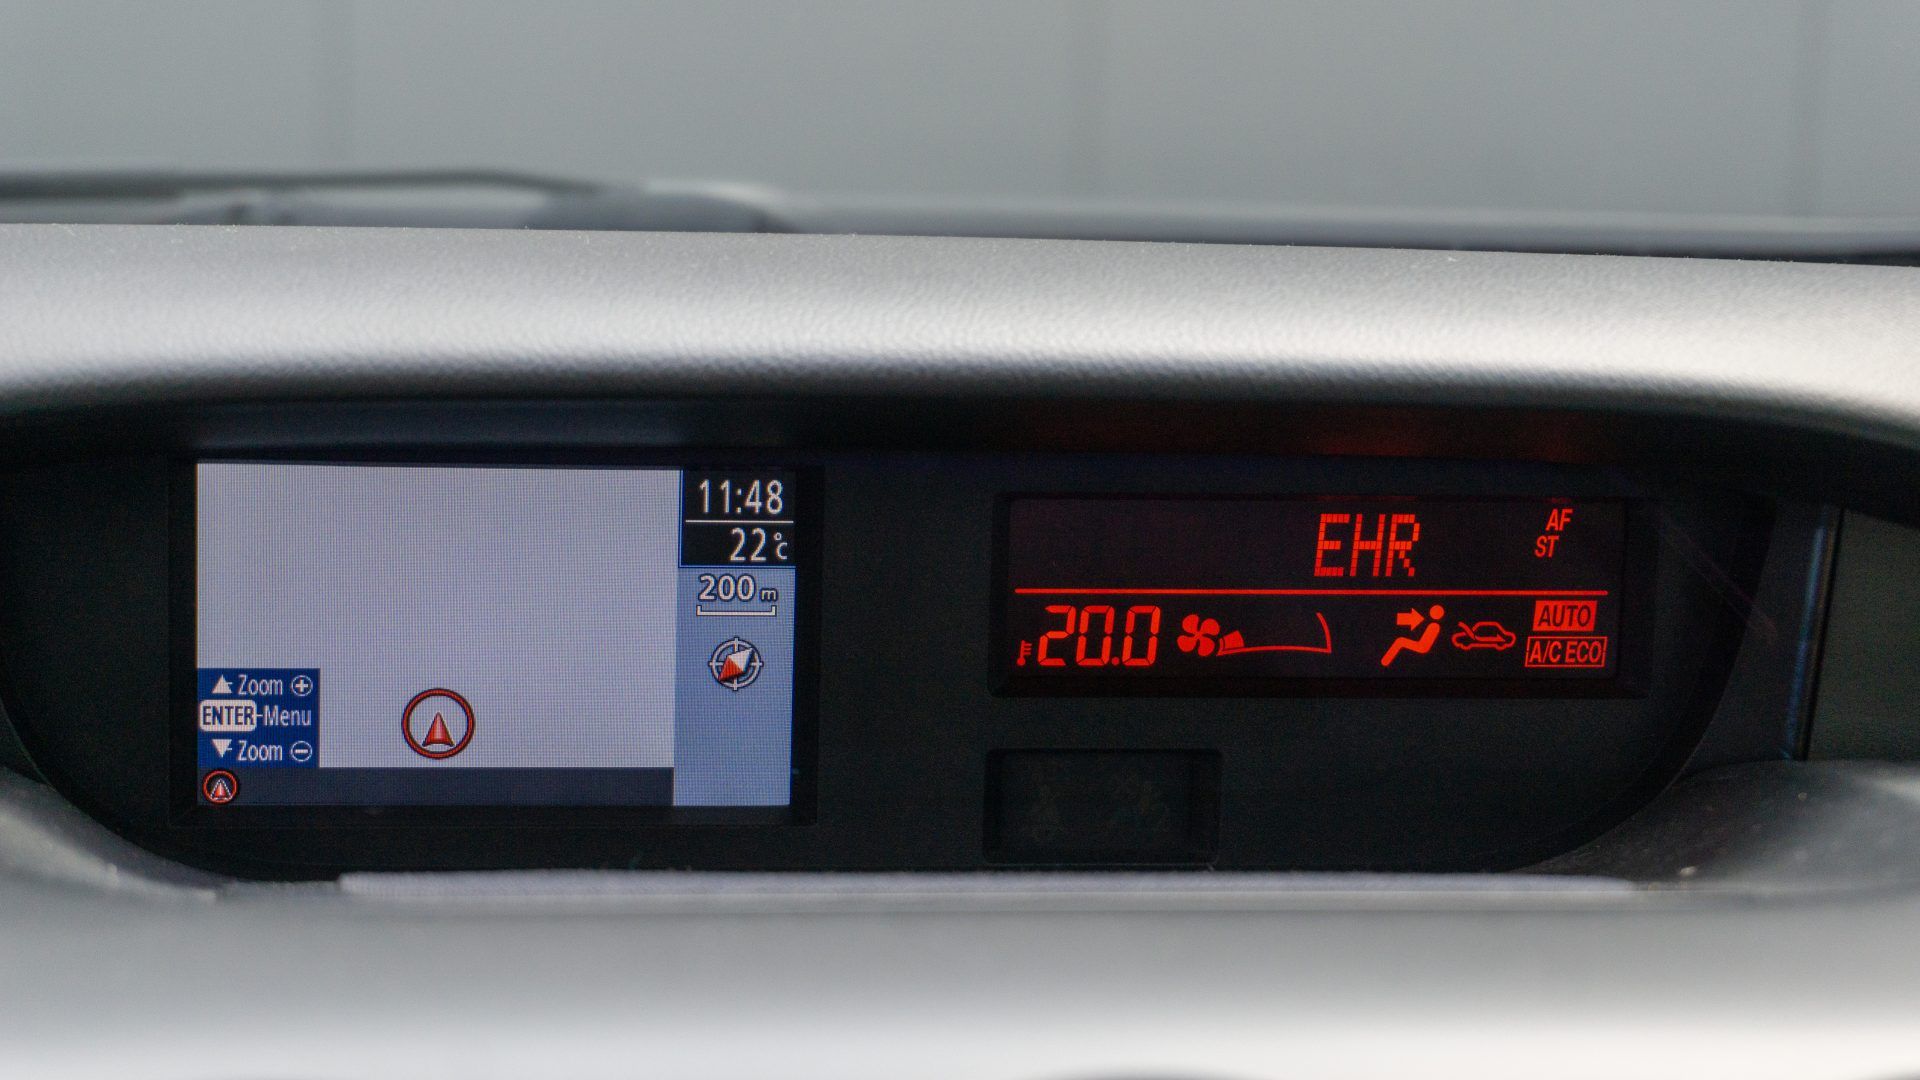 11:48
22°C
200 m
Zoom
ENTER-Menu
Zoom
EHR
AF
ST
20.0
AUTO
A/C ECO